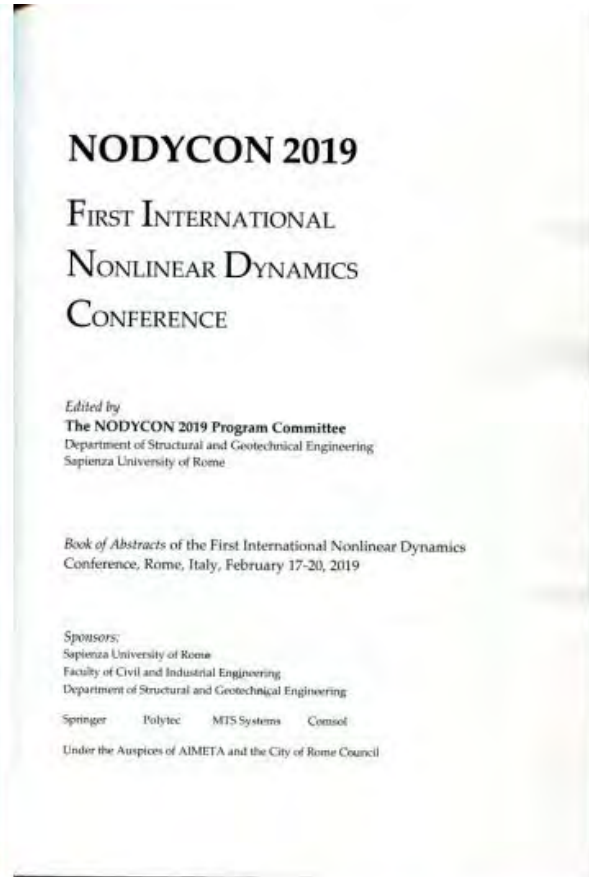 NODYCON 2019
FIRST INTERNATIONAL
NONLINEAR DYNAMICS
CONFERENCE
Edited by
The NODYCON 2019 Program Committee
Department of Structural and Geotechnical Engineering
Sapienza University of Rome
Book of Abstracts of the First International Nonlinear Dynamics
Conference, Rome, Italy, February 17-20, 2019
Sponsors:
Sapienza University of Rome
Faculty of Civil and Industrial Engineering
Department of Structural and Geotechnical Engineering
Springer Polytec MTS Systems Comsol
Under the Auspices of AIMETA and the City of Rome Council